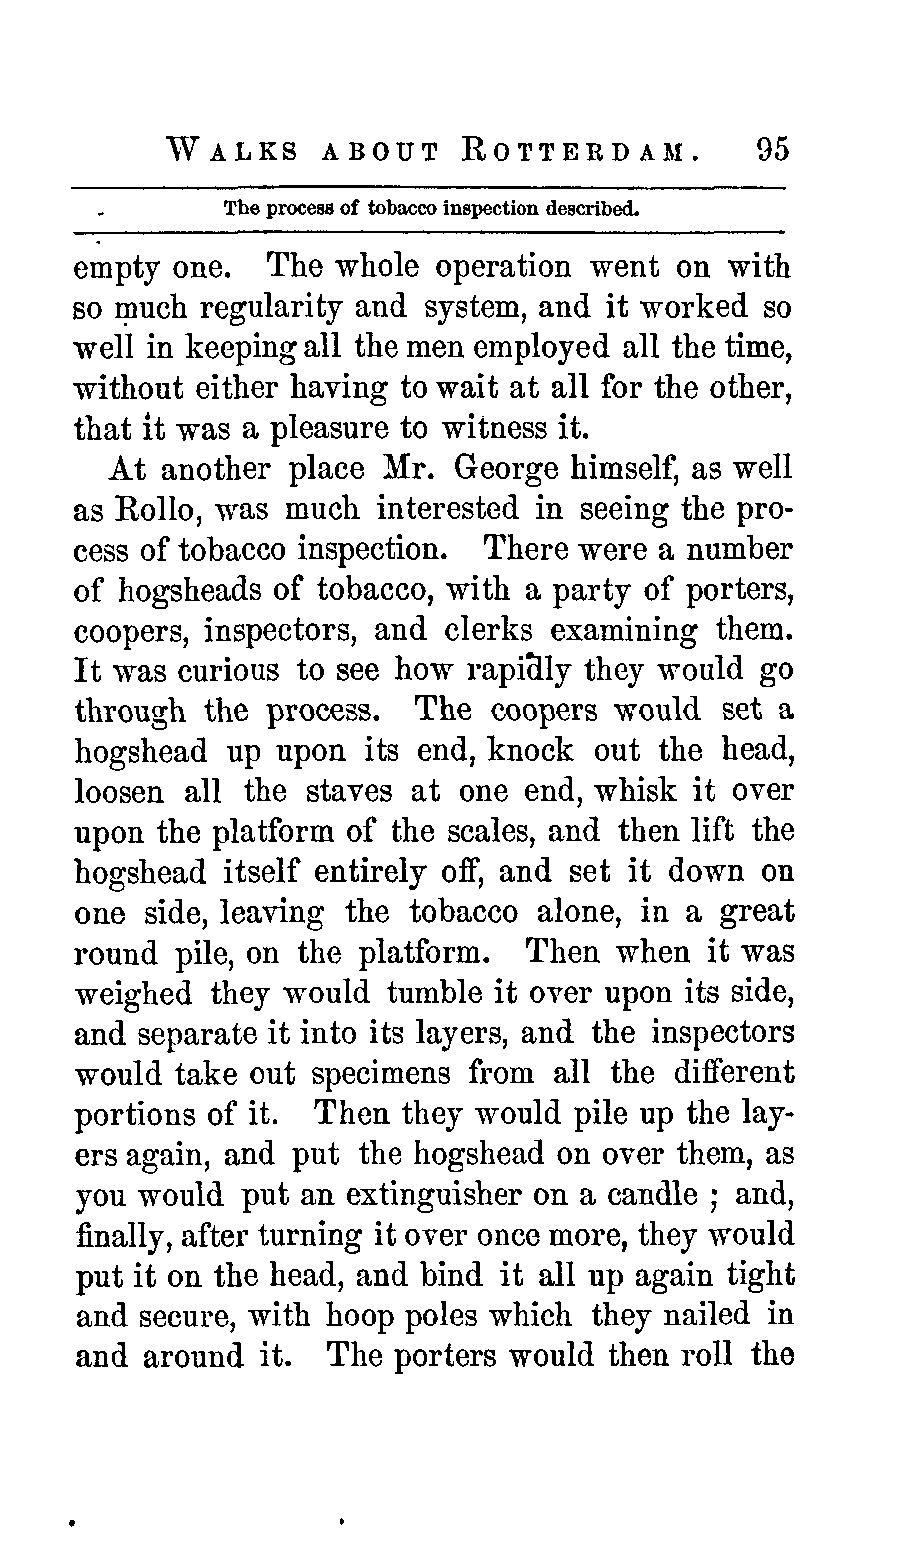 WALKS ABOUT ROTTERDAM. 95
The process of tobacco inspection described.
empty one. The whole operation went on with
so much regularity and system, and it worked so
well in keeping all the men employed all the time,
without either having to wait at all for the other,
that it was a pleasure to witness it.
At another place Mr. George himself, as well
as Rollo, was much interested in seeing the pro-
cess of tobacco inspection. There were a number
of hogsheads of tobacco, with a party of porters,
coopers, inspectors, and clerks examining them.
It was curious to see how rapidly they would go
through the process. The coopers would set a
hogshead up upon its end, knock out the head,
loosen all the staves at one end, whisk it over
upon the platform of the scales, and then lift the
hogshead itself entirely off, and set it down on
one side, leaving the tobacco alone, in a great
round pile, on the platform. Then when it was
weighed they would tumble it over upon its side,
and separate it into its layers, and the inspectors
would take out specimens from all the different
portions of it. Then they would pile up the lay-
ers again, and put the hogshead on over them, as
you would put an extinguisher on a candle ; and,
finally, after turning it over once more, they would
put it on the head, and bind it all up again tight
and secure, with hoop poles which they nailed in
and around it. The porters would then roll the